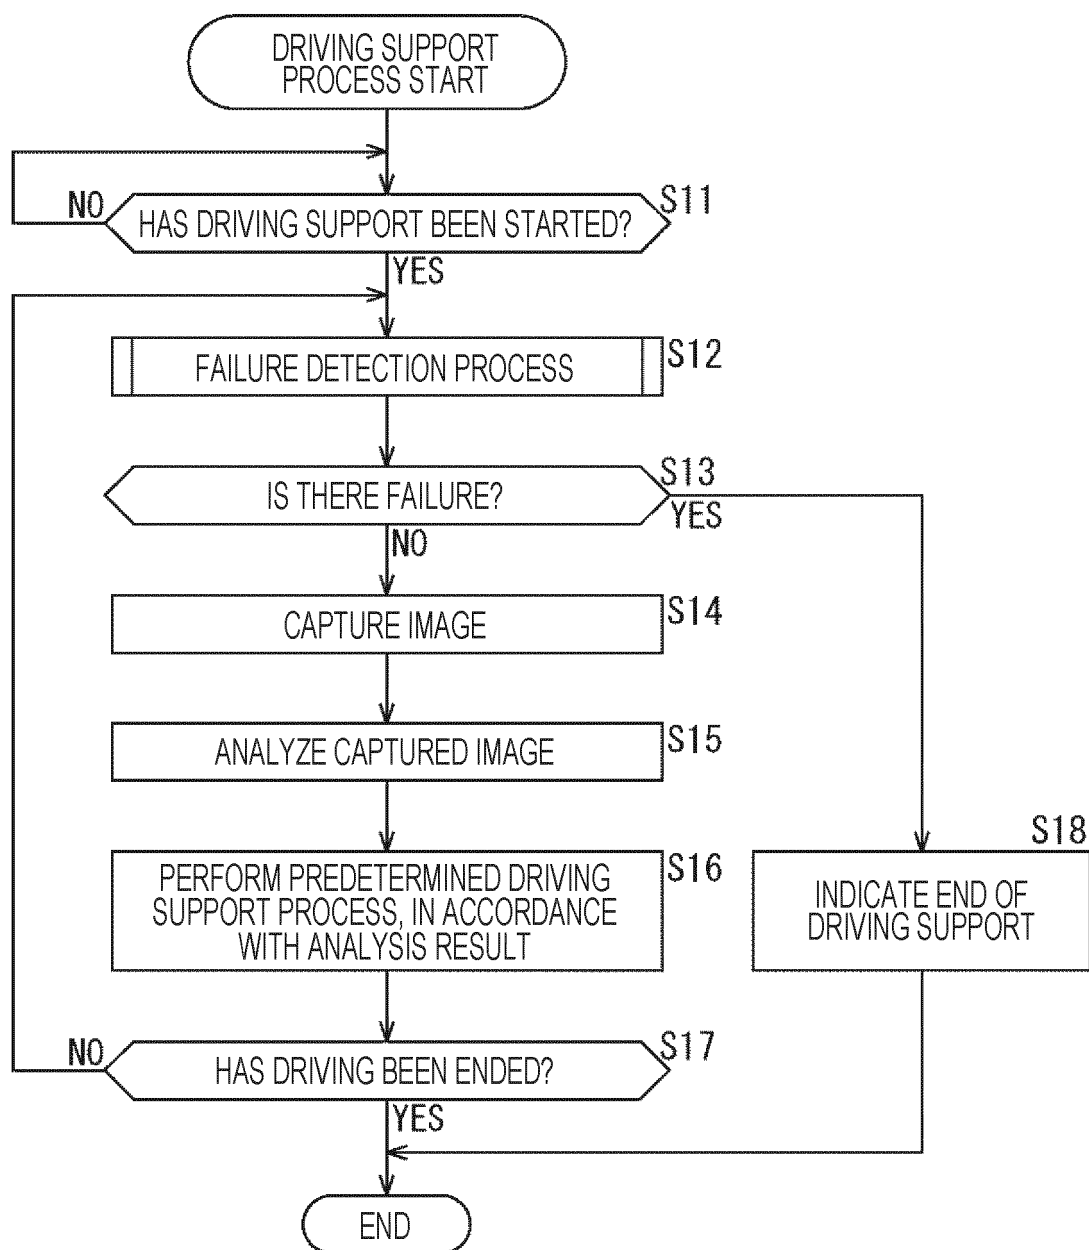 DRIVING SUPPORT
PROCESS START
NO
HAS DRIVING SUPPORT BEEN STARTED?
S11
YES
FAILURE DETECTION PROCESS
S12
IS THERE FAILURE?
S13
YES
NO
CAPTURE IMAGE
S14
ANALYZE CAPTURED IMAGE
S15
PERFORM PREDETERMINED DRIVING
SUPPORT PROCESS, IN ACCORDANCE
WITH ANALYSIS RESULT
S16
S18
INDICATE END OF
DRIVING SUPPORT
NO
HAS DRIVING BEEN ENDED?
S17
YES
END